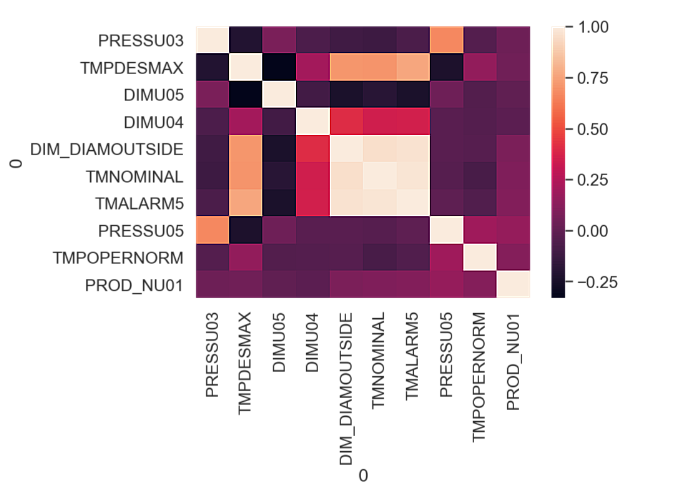 PRESSU03
TMPDESMAX
DIMU05
DIMU04
DIM_DIAMOUTSIDE
TMNOMINAL
TMALARM5
PRESSU05
TMPOPERNORM
PROD_NU01
0
PRESSU03
TMPDESMAX
DIMU05
DIMU04
DIM_DIAMOUTSIDE
TMNOMINAL
TMALARM5
PRESSU05
TMPOPERNORM
PROD_NU01
0
1.00
0.75
0.50
0.25
0.00
−0.25